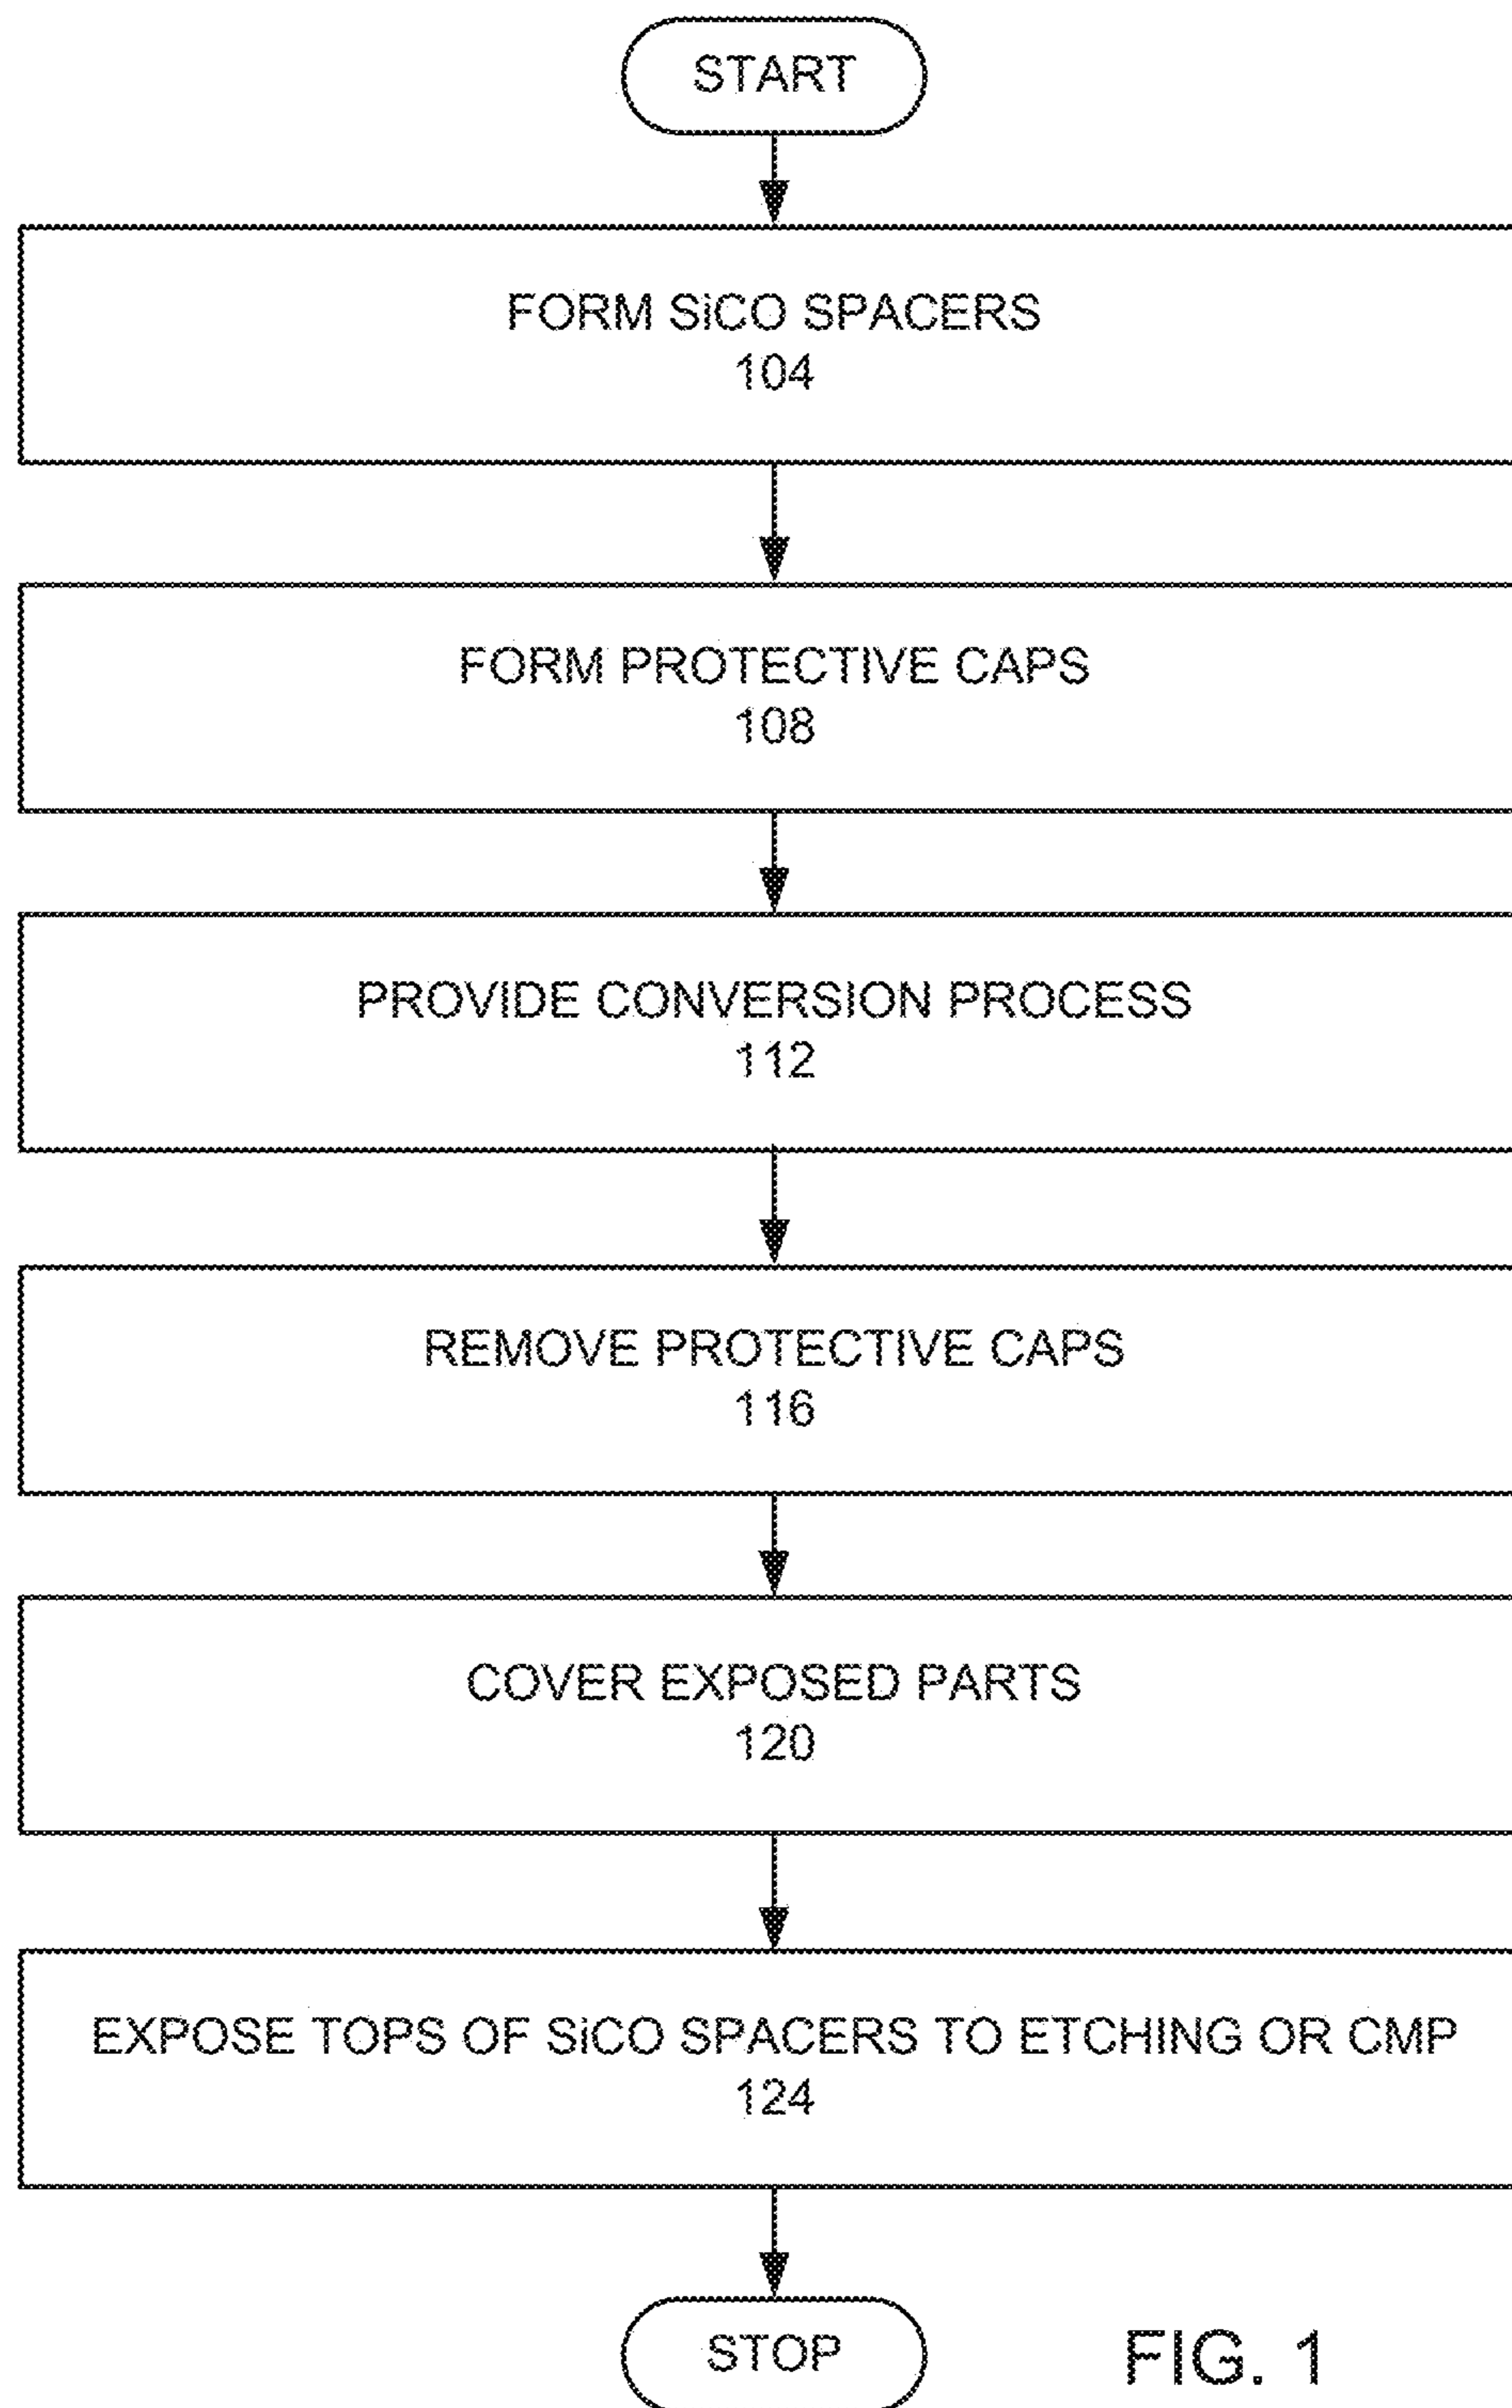 START
FORM SiCO SPACERS
104
FORM PROTECTIVE CAPS
108
PROVIDE CONVERSION PROCESS
112
REMOVE PROTECTIVE CAPS
116
COVER EXPOSED PARTS
120
EXPOSE TOPS OF SiCO SPACERS TO ETCHING OR CMP
124
STOP
FIG. 1